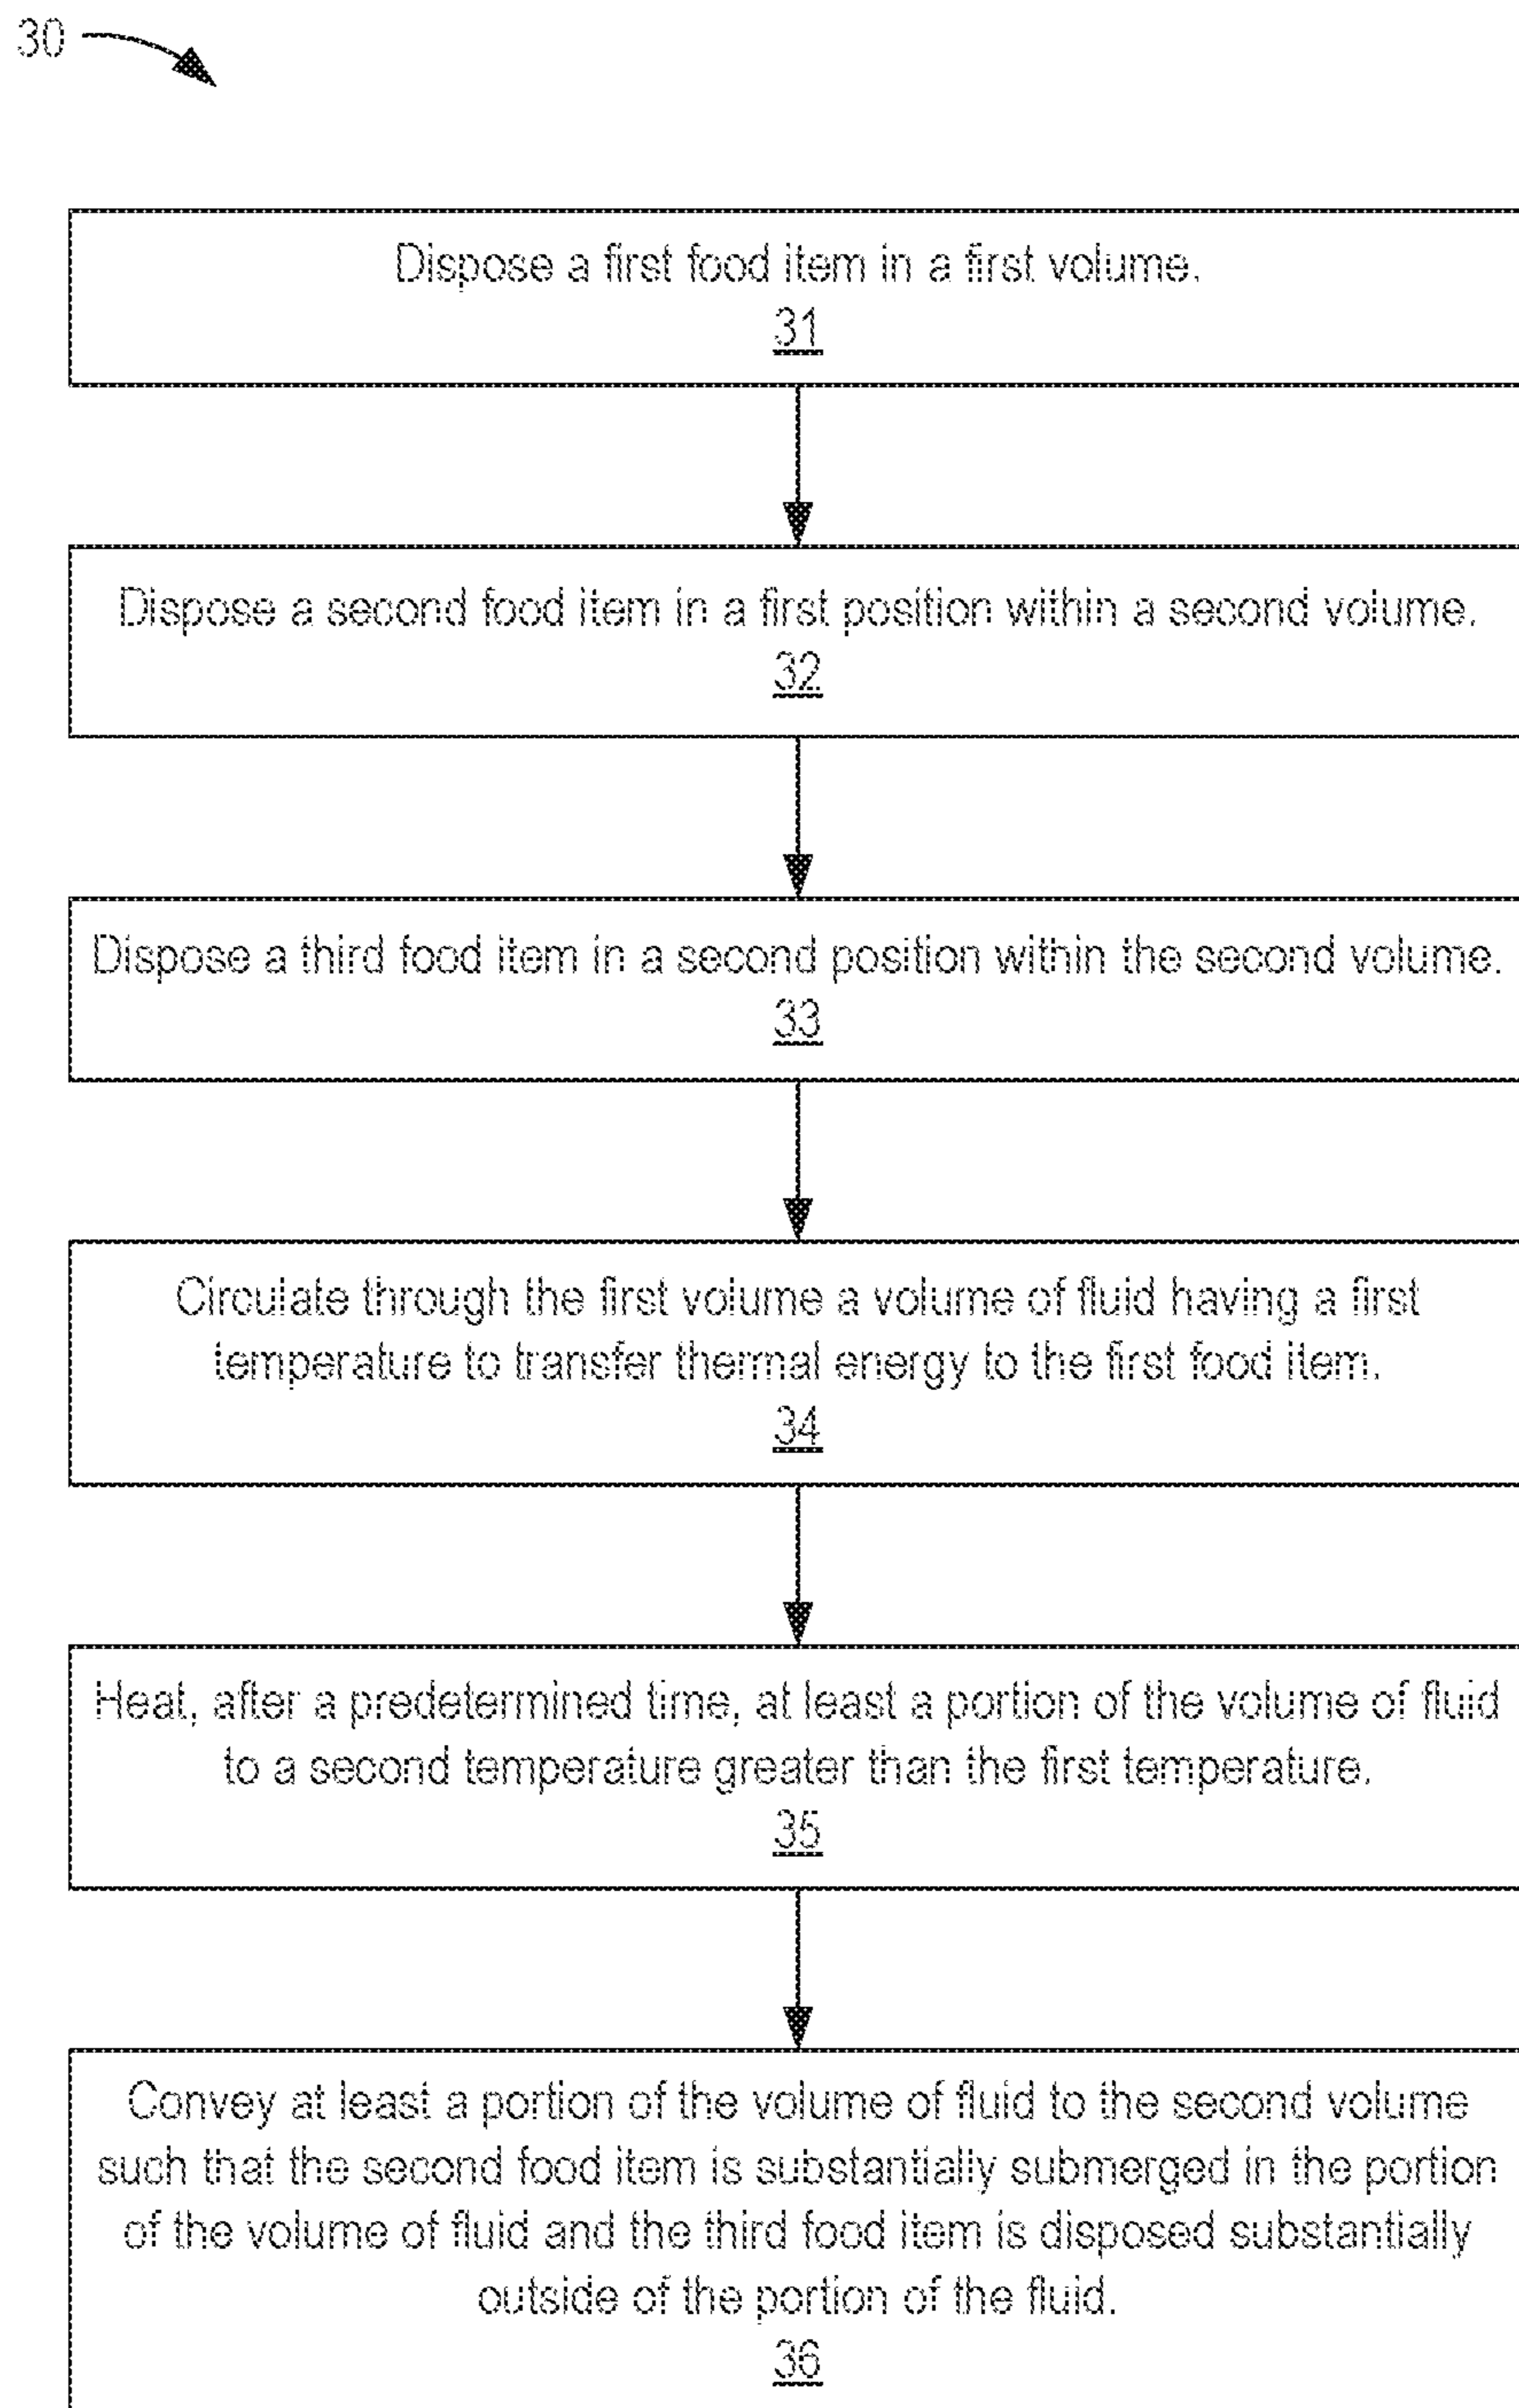 30
Dispose a first food item in a first volume.
31
Dispose a second food item in a first position within a second volume.
32
Dispose a third food item in a second position within the second volume.
33
Circulate through the first volume a volume of fluid having a first
temperature to transfer thermal energy to the first food item.
34
Heat, after a predetermined time, at least a portion of the volume of fluid
to a second temperature greater than the first temperature.
35
Convey at least a portion of the volume of fluid to the second volume
such that the second food item is substantially submerged in the portion
of the volume of fluid and the third food item is disposed substantially
outside of the portion of the fluid.
36